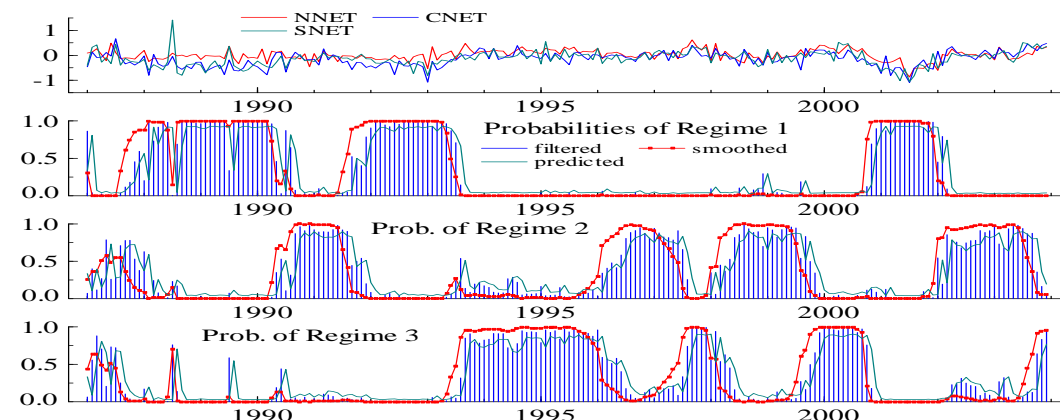 NNET CNET
SNET
1
0
-1
1990 1995 2000
1.0 Probabilities of Regime 1
filtered smoothed
predicted
0.5
0.0
1990 1995 2000
1.0 Prob. of Regime 2
0.5
0.0
1990 1995 2000
1.0 Prob. of Regime 3
0.5
0.0
1990 1995 2000